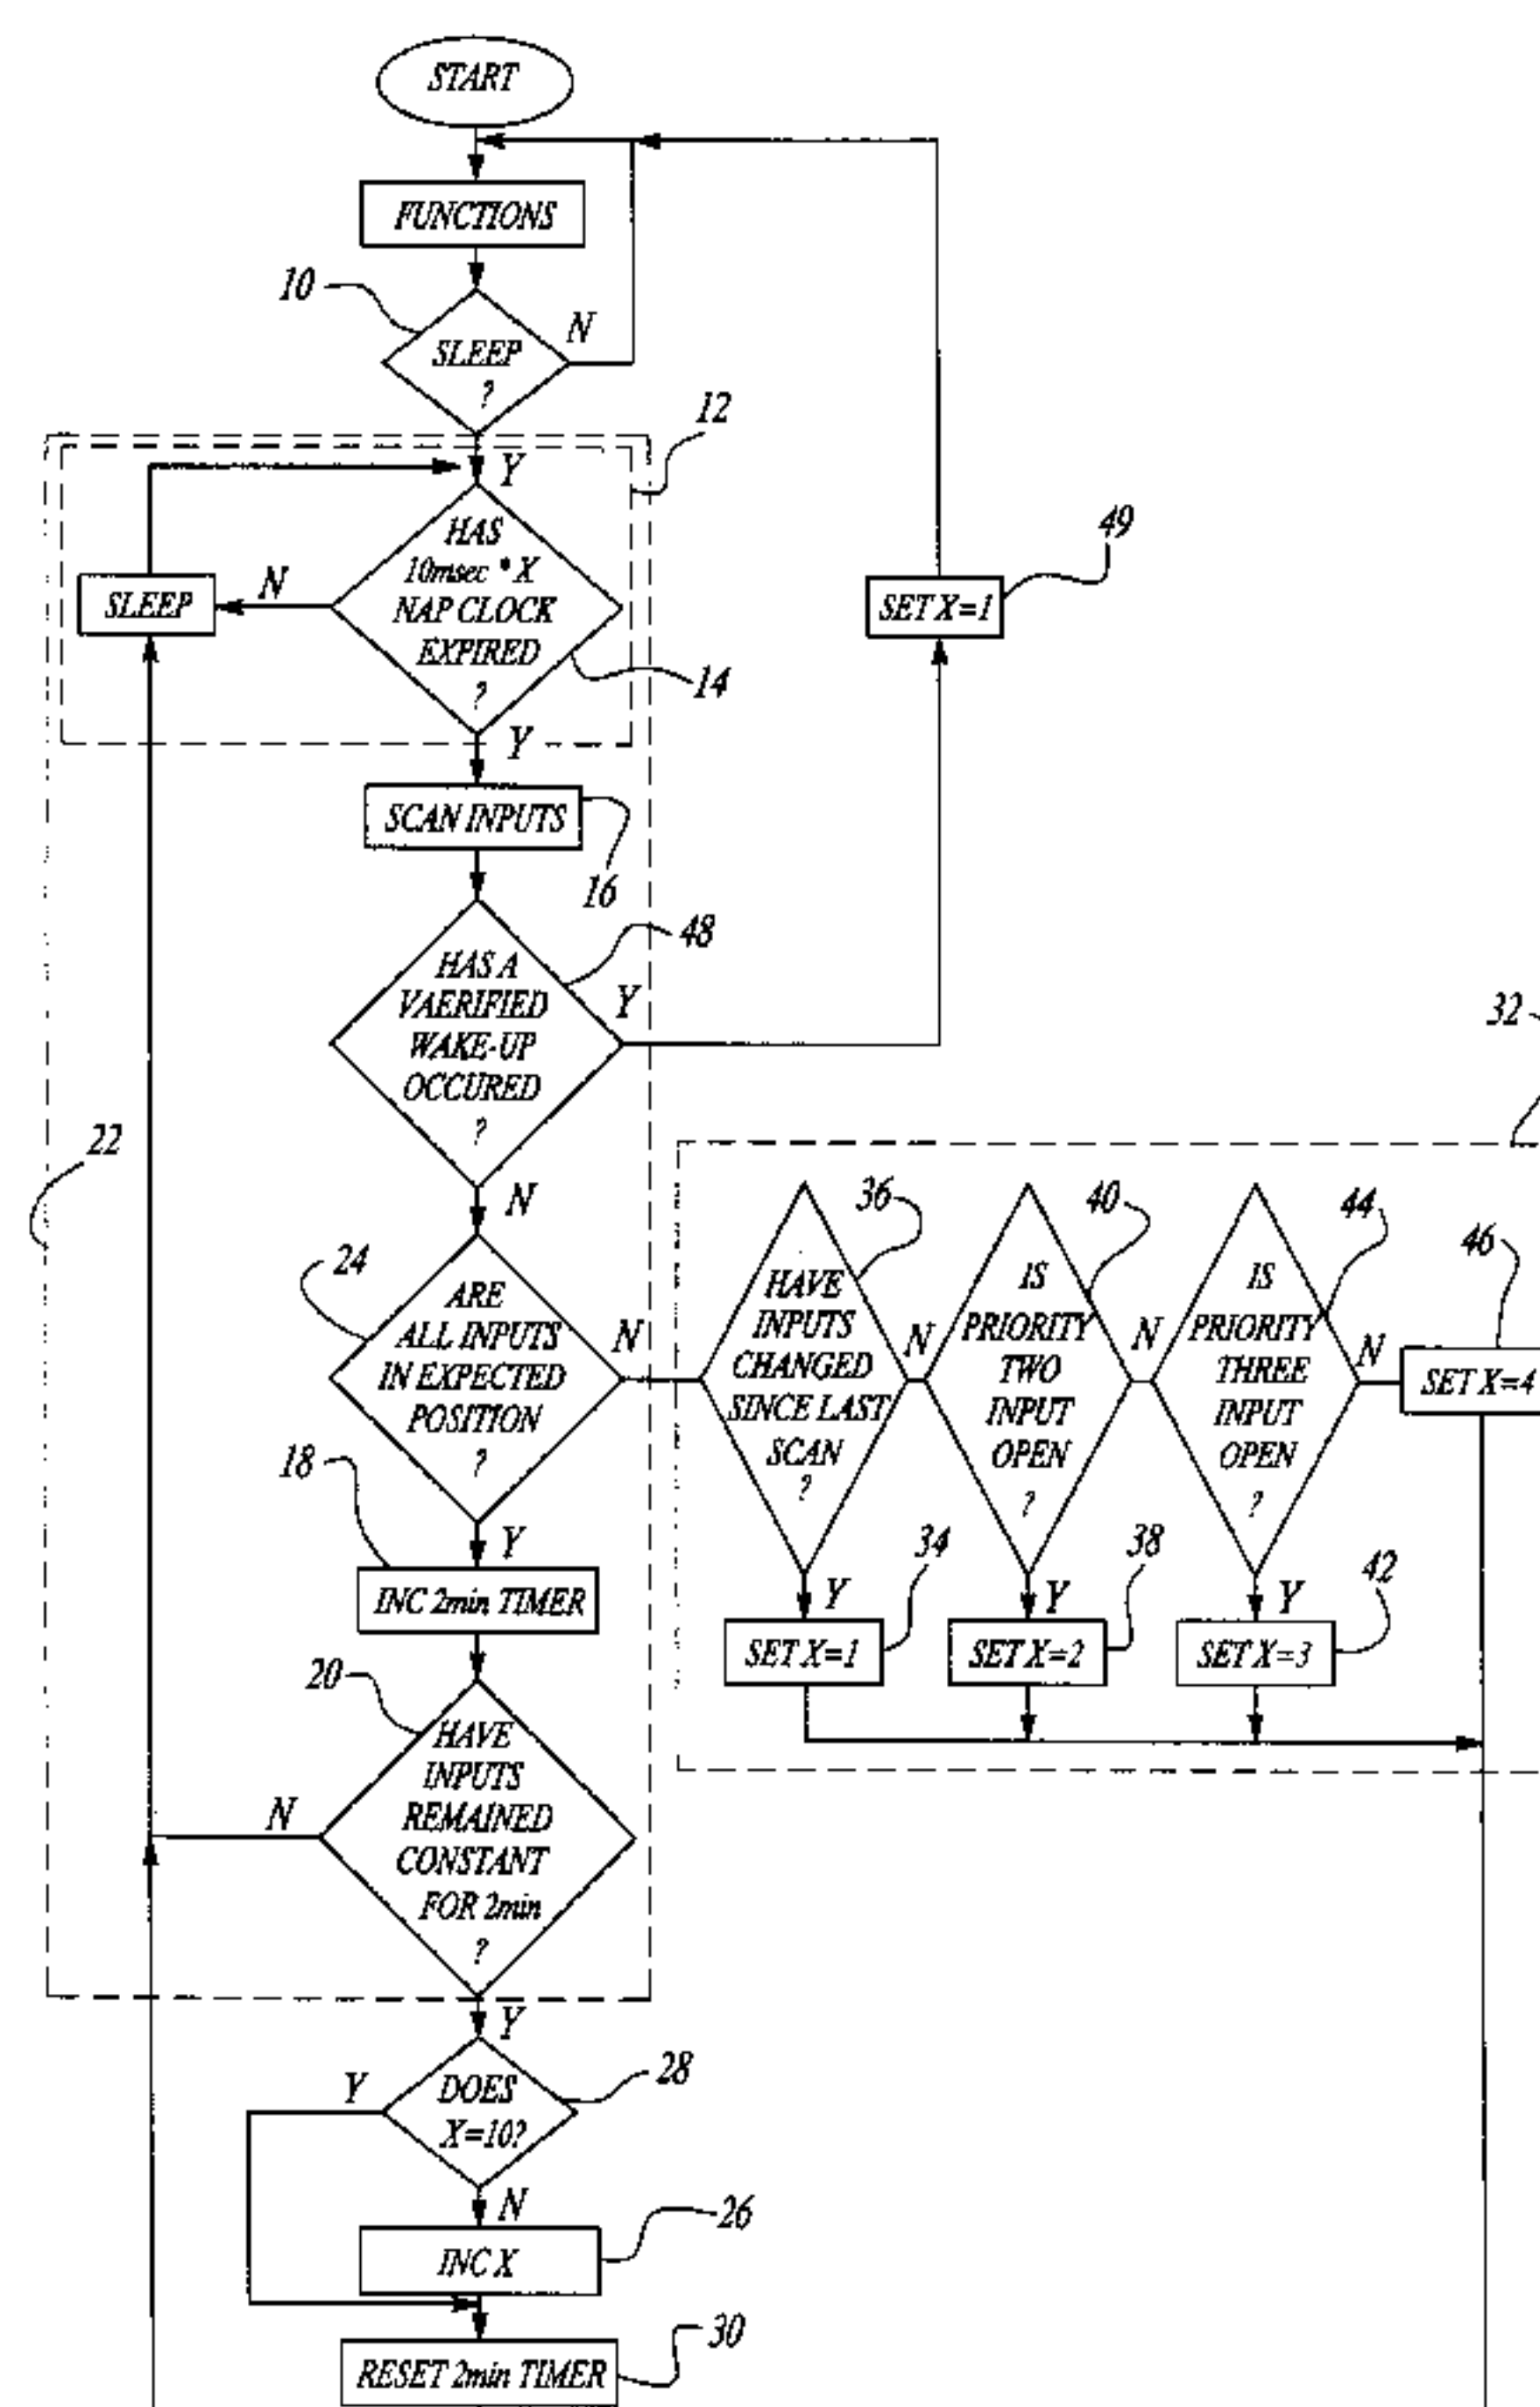 START
FUNCTIONS
10
SLEEP
?
N
12
Y
HAS
10msec * X
NAP CLOCK
EXPIRED
?
N
SLEEP
14
Y
49
SET X=1
SCAN INPUTS
16
48
HAS A
VAERIFIED
WAKE-UP
OCCURED
?
Y
N
22
32
24
ARE
ALL INPUTS
IN EXPECTED
POSITION
?
N
Y
36
HAVE
INPUTS
CHANGED
SINCE LAST
SCAN
?
N
Y
40
IS
PRIORITY
TWO
INPUT
OPEN
?
N
Y
44
IS
PRIORITY
THREE
INPUT
OPEN
?
N
Y
46
SET X=4
34
SET X=1
38
SET X=2
42
SET X=3
18
INC 2min TIMER
20
HAVE
INPUTS
REMAINED
CONSTANT
FOR 2min
?
N
Y
28
DOES
X=10?
Y
N
26
INC X
30
RESET 2min TIMER